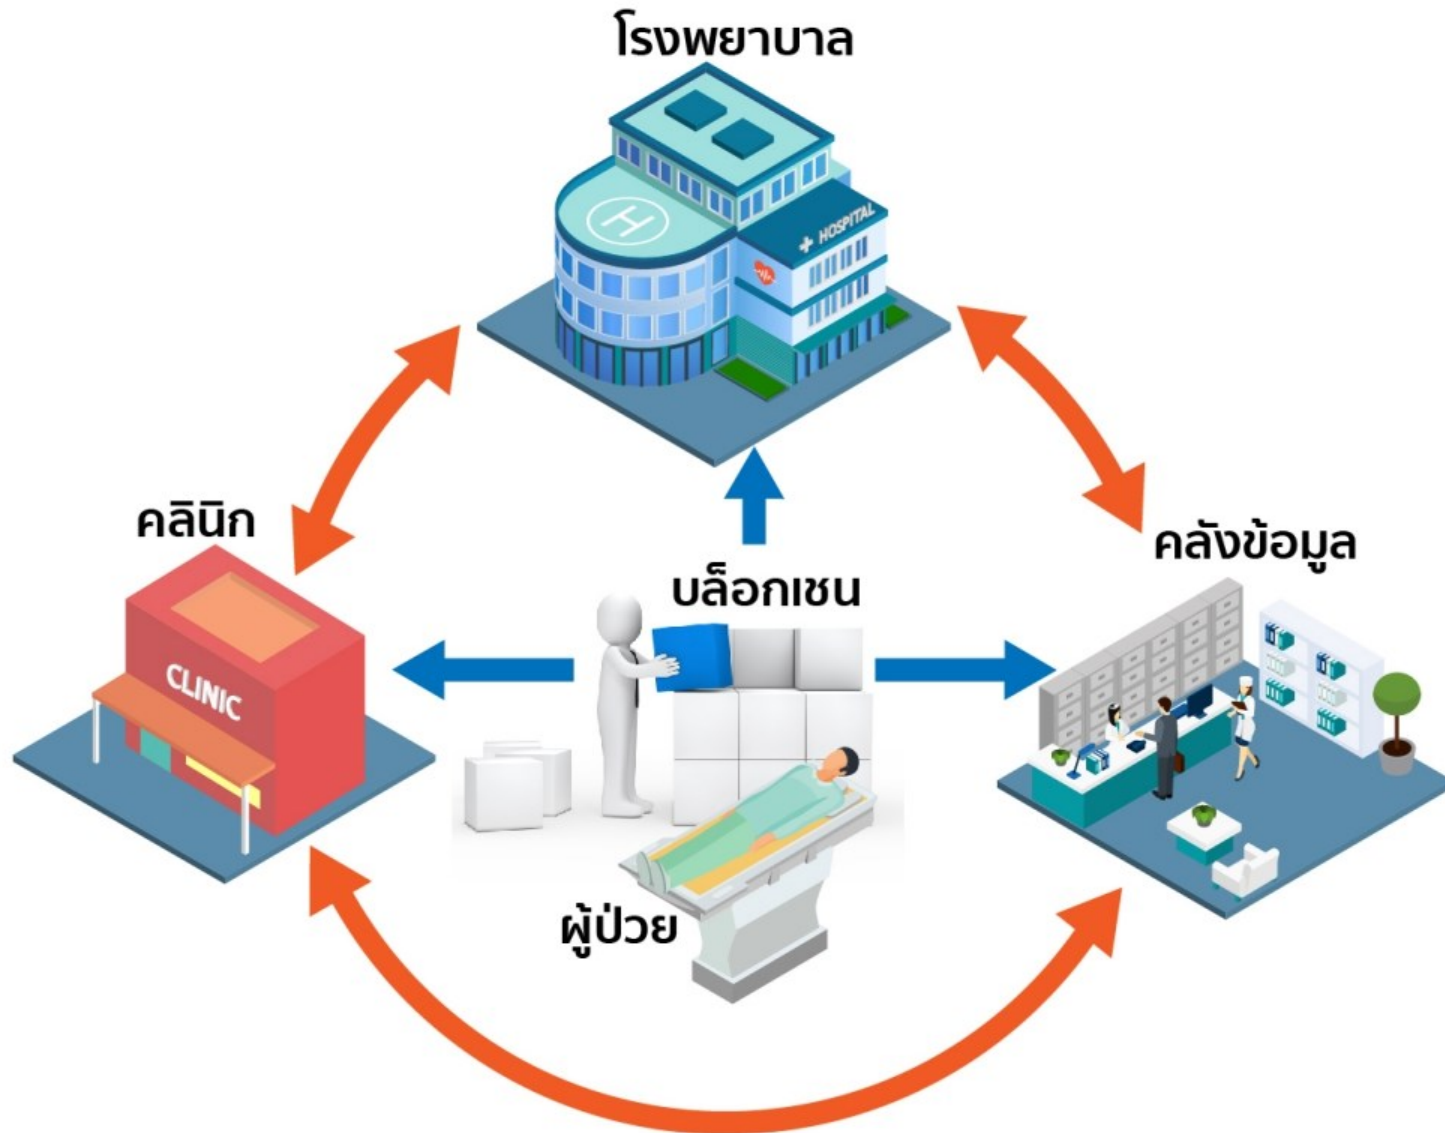 โรงพยาบาล
H
HOSPITAL
คลินิก
คลังข้อมูล
บล็อกเชน
CLINIC
ผู้ป่วย